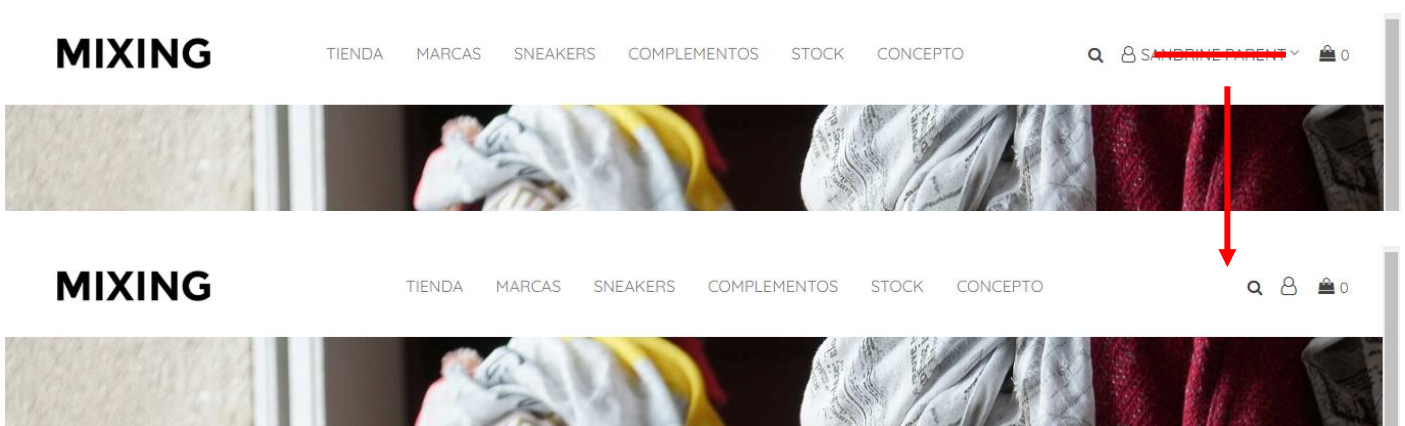 MIXING TIENDA MARCAS SNEAKERS COMPLEMENTOS STOCK CONCEPTO SANDRINE PARENT 0
MIXING TIENDA MARCAS SNEAKERS COMPLEMENTOS STOCK CONCEPTO 0